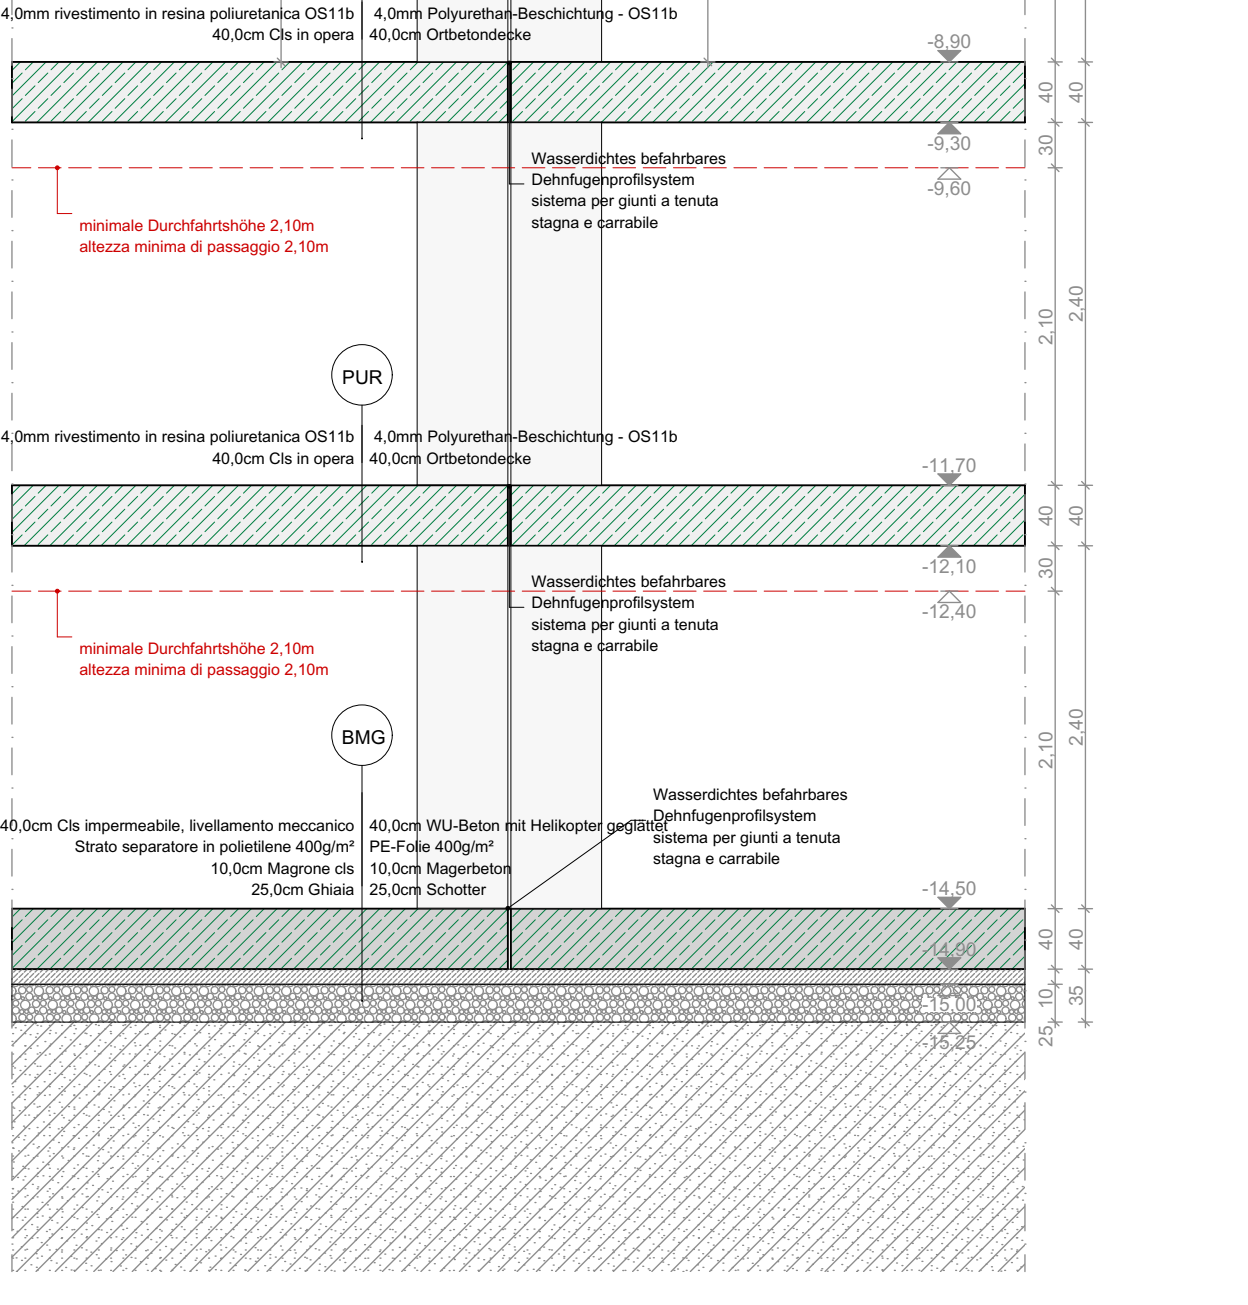 4,0mm rivestimento in resina poliuretanica OS11b
4,0mm Polyurethan-Beschichtung - OS11b
40,0cm Cls in opera
40,0cm Ortbetondecke
-8,90
40
40
-9,30
30
-9,60
Wasserdichtes befahrbares
Dehnfugenprofilsystem
sistema per giunti a tenuta
stagna e carrabile
minimale Durchfahrtshöhe 2,10m
altezza minima di passaggio 2,10m
2,10
2,40
PUR
4,0mm rivestimento in resina poliuretanica OS11b
4,0mm Polyurethan-Beschichtung - OS11b
40,0cm Cls in opera
40,0cm Ortbetondecke
-11,70
40
40
-12,10
30
-12,40
Wasserdichtes befahrbares
Dehnfugenprofilsystem
sistema per giunti a tenuta
stagna e carrabile
minimale Durchfahrtshöhe 2,10m
altezza minima di passaggio 2,10m
2,10
2,40
BMG
Wasserdichtes befahrbares
Dehnfugenprofilsystem
sistema per giunti a tenuta
stagna e carrabile
40,0cm Cls impermeabile, livellamento meccanico
40,0cm WU-Beton mit Helikopter geglättet
Strato separatore in polietilene 400g/m²
PE-Folie 400g/m²
10,0cm Magrone cls
10,0cm Magerbeton
25,0cm Ghiaia
25,0cm Schotter
-14,50
40
40
-14,90
-15,00
10
35
-15,25
25